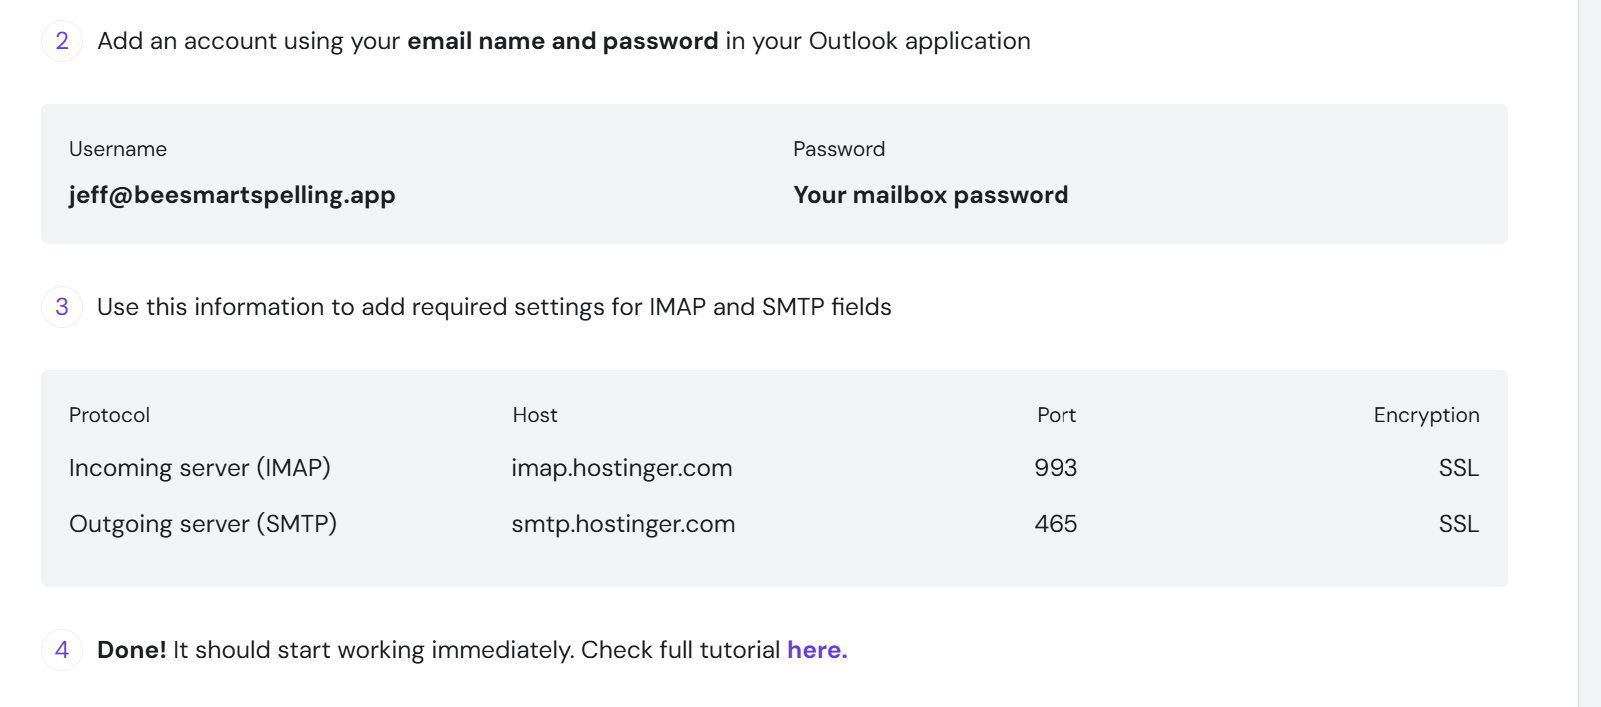 2 Add an account using your email name and password in your Outlook application
Username Password
jeff@beesmartspelling.app Your mailbox password
3 Use this information to add required settings for IMAP and SMTP fields
Protocol Host Port Encryption
Incoming server (IMAP) imap.hostinger.com 993 SSL
Outgoing server (SMTP) smtp.hostinger.com 465 SSL
4 Done! It should start working immediately. Check full tutorial here.